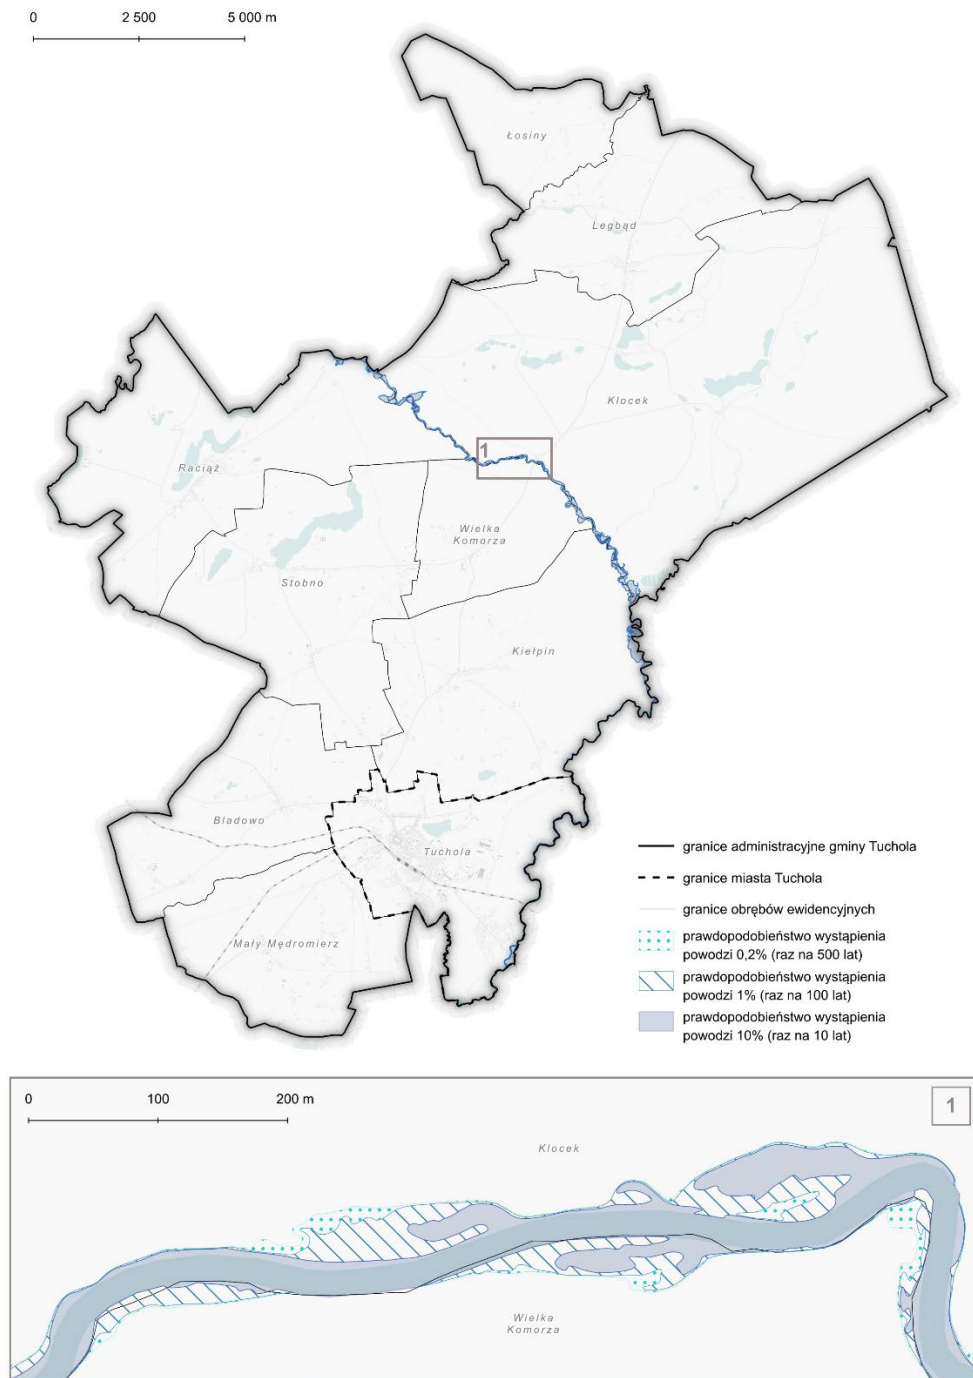 0 2 500 5 000 m
Łosiny
Legbąd
Klocek
1
Raciąż
Wielka
Komorza
Stobno
Kiełpin
Bladowo
Tuchola
Mały Mędromierz
granice administracyjne gminy Tuchola
granice miasta Tuchola
granice obrębów ewidencyjnych
prawdopodobieństwo wystąpienia
powodzi 0,2% (raz na 500 lat)
prawdopodobieństwo wystąpienia
powodzi 1% (raz na 100 lat)
prawdopodobieństwo wystąpienia
powodzi 10% (raz na 10 lat)
0 100 200 m
1
Klocek
Wielka
Komorza